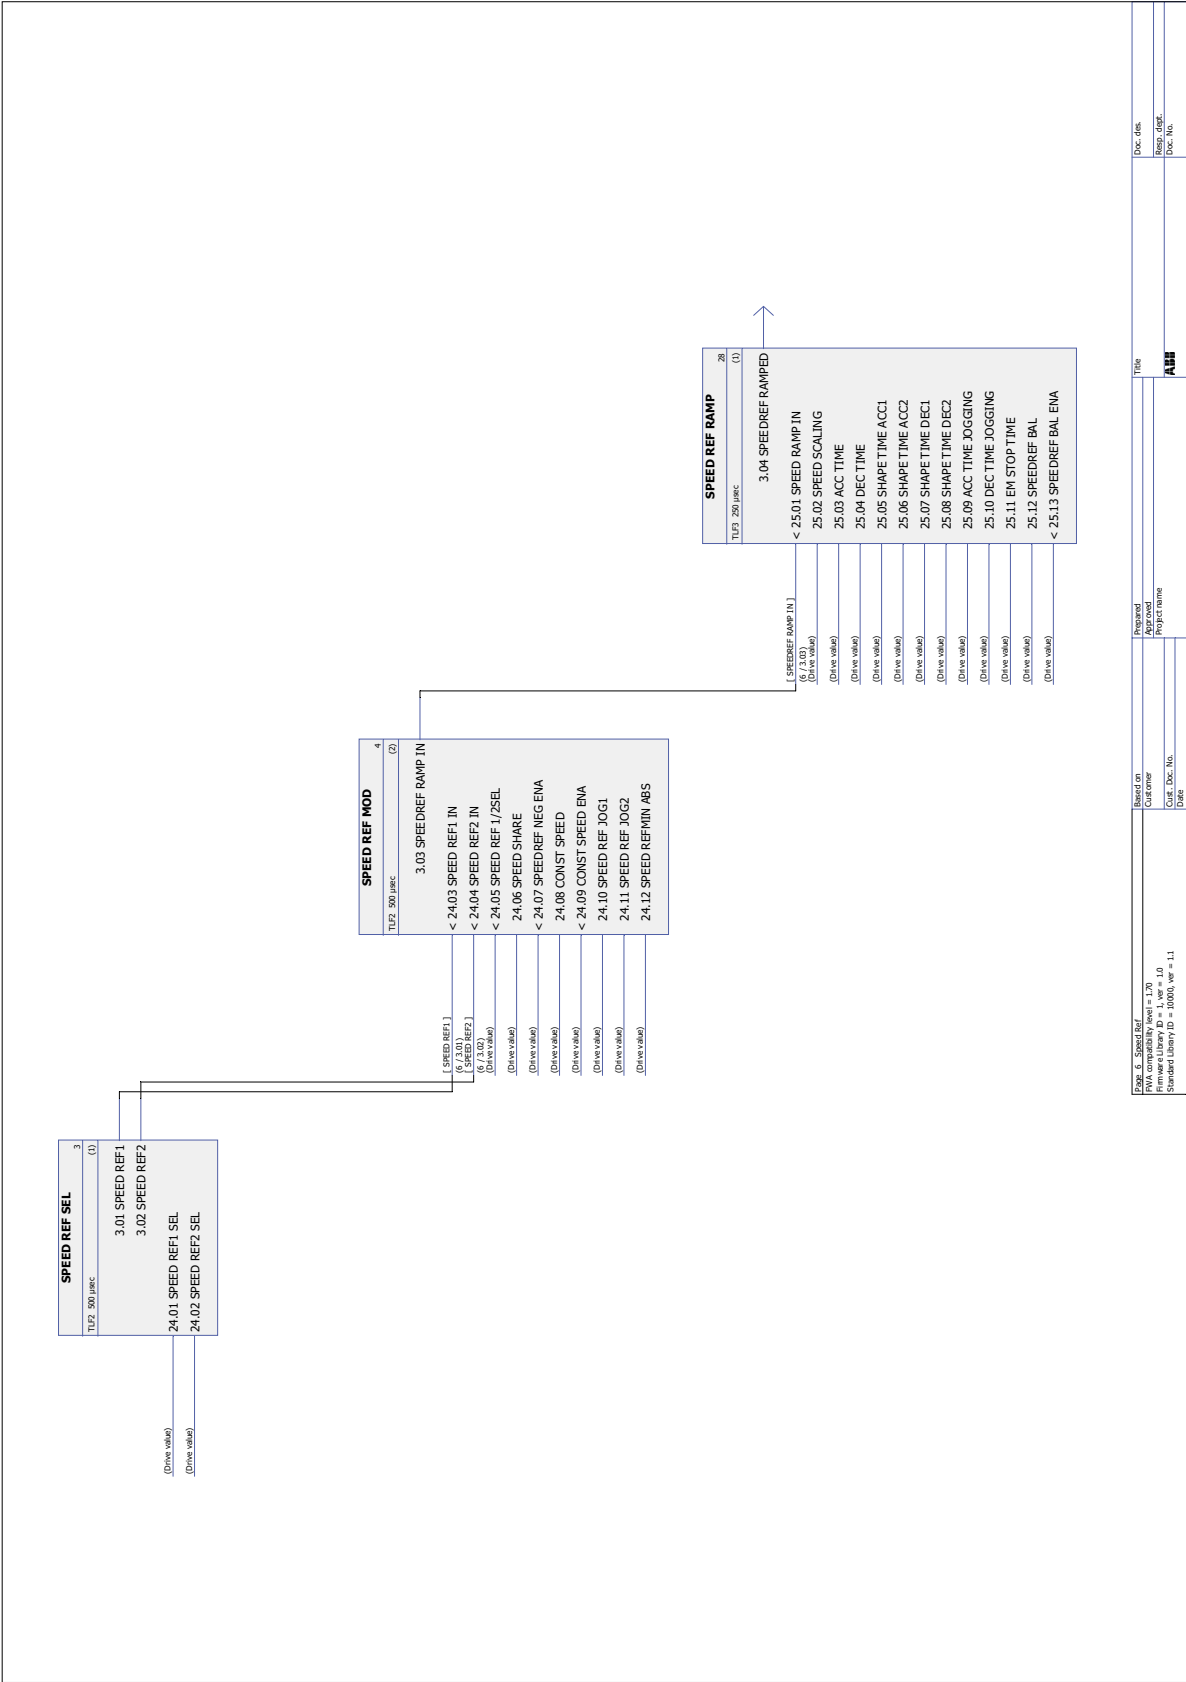 SPEED REF SEL
3
TLF2 500 µsec
(1)
3.01 SPEED REF1
3.02 SPEED REF2
24.01 SPEED REF1 SEL
24.02 SPEED REF2 SEL
(Drive value)
(Drive value)
SPEED REF MOD
4
TLF2 500 µsec
(2)
3.03 SPEEDREF RAMP IN
< 24.03 SPEED REF1 IN
< 24.04 SPEED REF2 IN
< 24.05 SPEED REF 1/2SEL
24.06 SPEED SHARE
< 24.07 SPEEDREF NEG ENA
24.08 CONST SPEED
< 24.09 CONST SPEED ENA
24.10 SPEED REF JOG1
24.11 SPEED REF JOG2
24.12 SPEED REFMIN ABS
[ SPEED REF1 ]
(6 / 3.01)
[ SPEED REF2 ]
(6 / 3.02)
(Drive value)
(Drive value)
(Drive value)
(Drive value)
(Drive value)
(Drive value)
(Drive value)
(Drive value)
SPEED REF RAMP
28
TLF3 250 µsec
(1)
3.04 SPEEDREF RAMPED
< 25.01 SPEED RAMP IN
25.02 SPEED SCALING
25.03 ACC TIME
25.04 DEC TIME
25.05 SHAPE TIME ACC1
25.06 SHAPE TIME ACC2
25.07 SHAPE TIME DEC1
25.08 SHAPE TIME DEC2
25.09 ACC TIME JOGGING
25.10 DEC TIME JOGGING
25.11 EM STOP TIME
25.12 SPEEDREF BAL
< 25.13 SPEEDREF BAL ENA
[ SPEEDREF RAMP IN ]
(6 / 3.03)
(Drive value)
(Drive value)
(Drive value)
(Drive value)
(Drive value)
(Drive value)
(Drive value)
(Drive value)
(Drive value)
(Drive value)
(Drive value)
(Drive value)
Page 6 Speed Ref
FWA compatibility level = 1.70
Firmware Library ID = 1, ver = 1.0
Standard Library ID = 10000, ver = 1.1
Based on
Customer
Cust. Doc. No.
Date
Prepared
Approved
Project name
Title
ABB
Doc. des.
Resp. dept.
Doc. No.